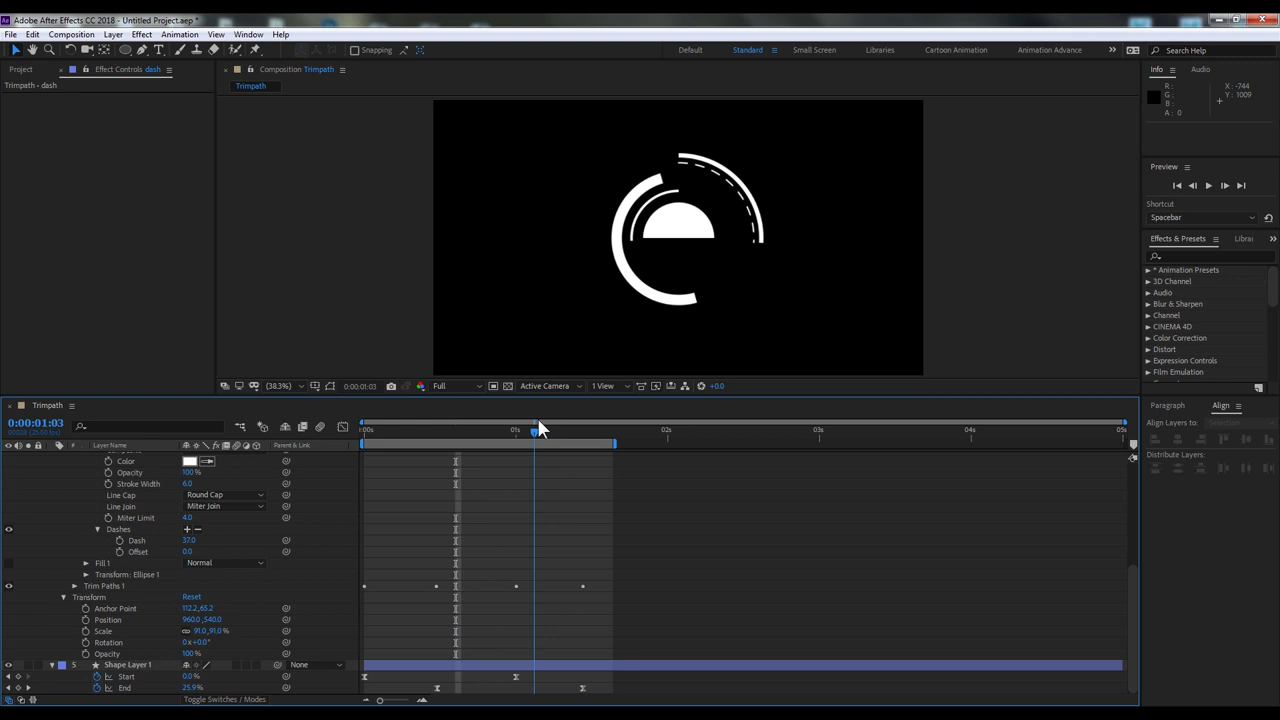 Adobe After Effects CC 2018 - Untitled Project.aep *
File Edit Composition Layer Effect Animation View Window Help
Snapping
Default Standard Small Screen Libraries Cartoon Animation Animation Advance Search Help
Project Effect Controls dash Composition Trimpath Info Audio
Trimpath • dash Trimpath
R : X : -744
G : Y : 1009
B :
A : 0
Preview
Shortcut
Spacebar
Effects & Presets Librai
* Animation Presets
3D Channel
Audio
Blur & Sharpen
Channel
CINEMA 4D
Color Correction
Distort
Expression Controls
Film Emulation
(38.3%) 0:00:01:03 Full Active Camera 1 View +0.0
Trimpath Paragraph Align
0:00:01:03
Align Layers to: Selection
Distribute Layers:
:00s 01s 02s 03s 04s 05s
Layer Name Parent & Link
Color
Opacity 100%
Stroke Width 6.0
Line Cap Round Cap
Line Join Miter Join
Miter Limit 4.0
Dashes + −
Dash 37.0
Offset 0.0
Fill 1 Normal
Transform: Ellipse 1
Trim Paths 1
Transform Reset
Anchor Point 112.2,65.2
Position 960.0,540.0
Scale 91.0,91.0%
Rotation 0x+0.0°
Opacity 100%
5 Shape Layer 1 None
Start 0.0%
End 25.9%
Toggle Switches / Modes